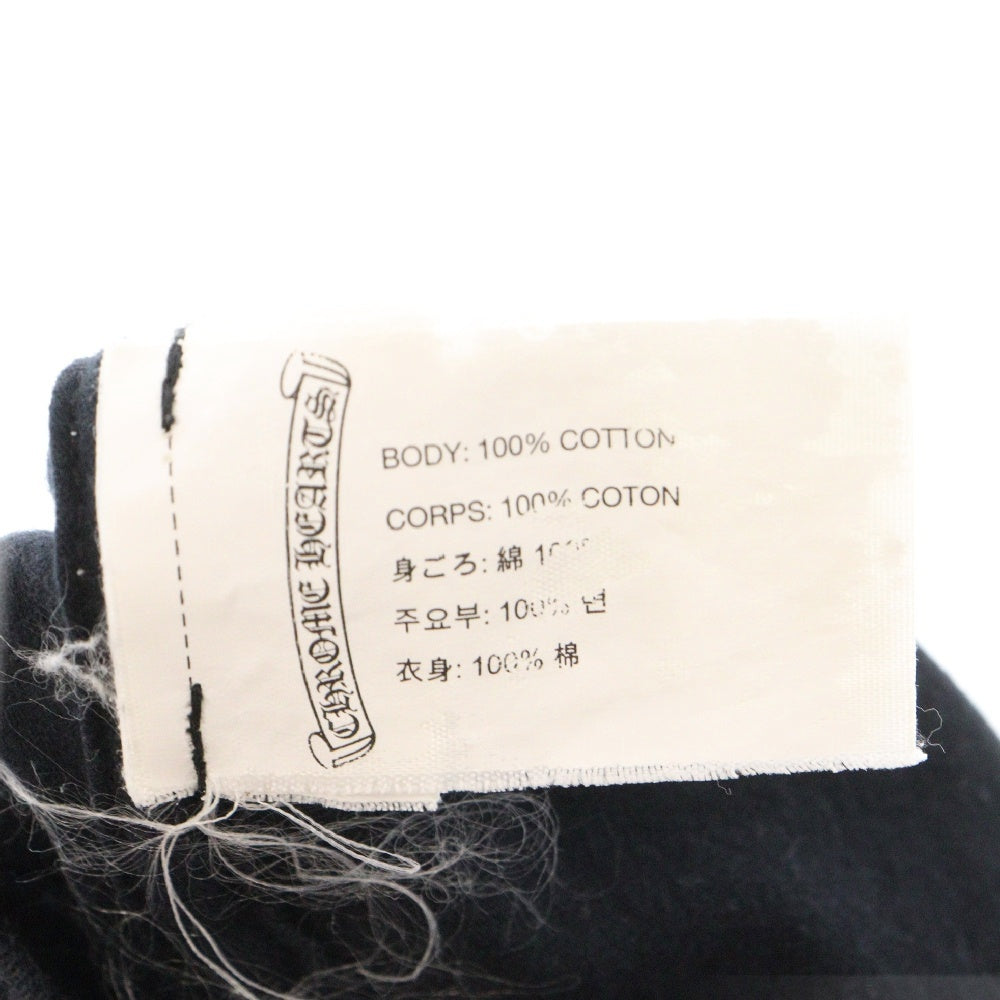 CHROME HEARTS
BODY: 100% COTTON
CORPS: 100% COTON
身ごろ: 綿 100%
주요부: 100% 면
衣身: 100% 棉